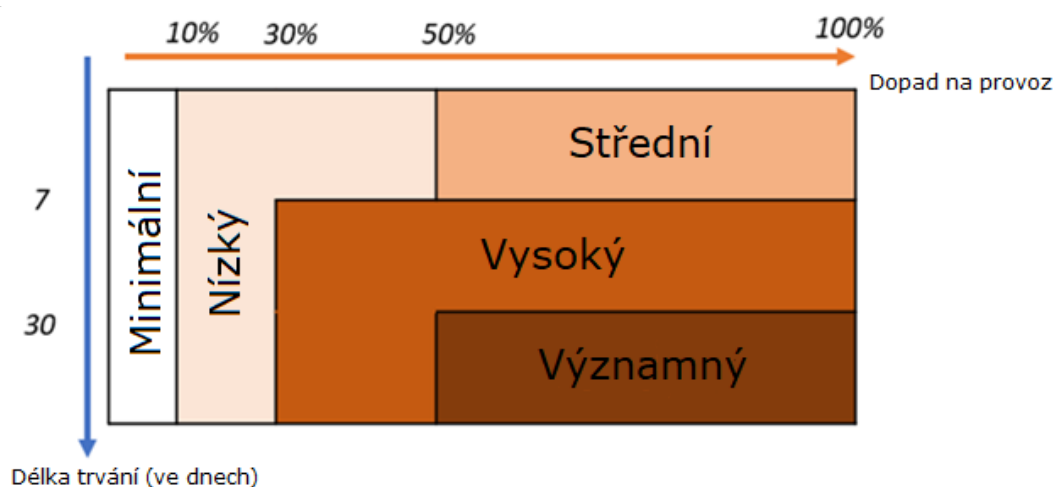 10% 30% 50% 100%
Dopad na provoz
Střední
7
Minimální
Nízký
Vysoký
30
Významný
Délka trvání (ve dnech)